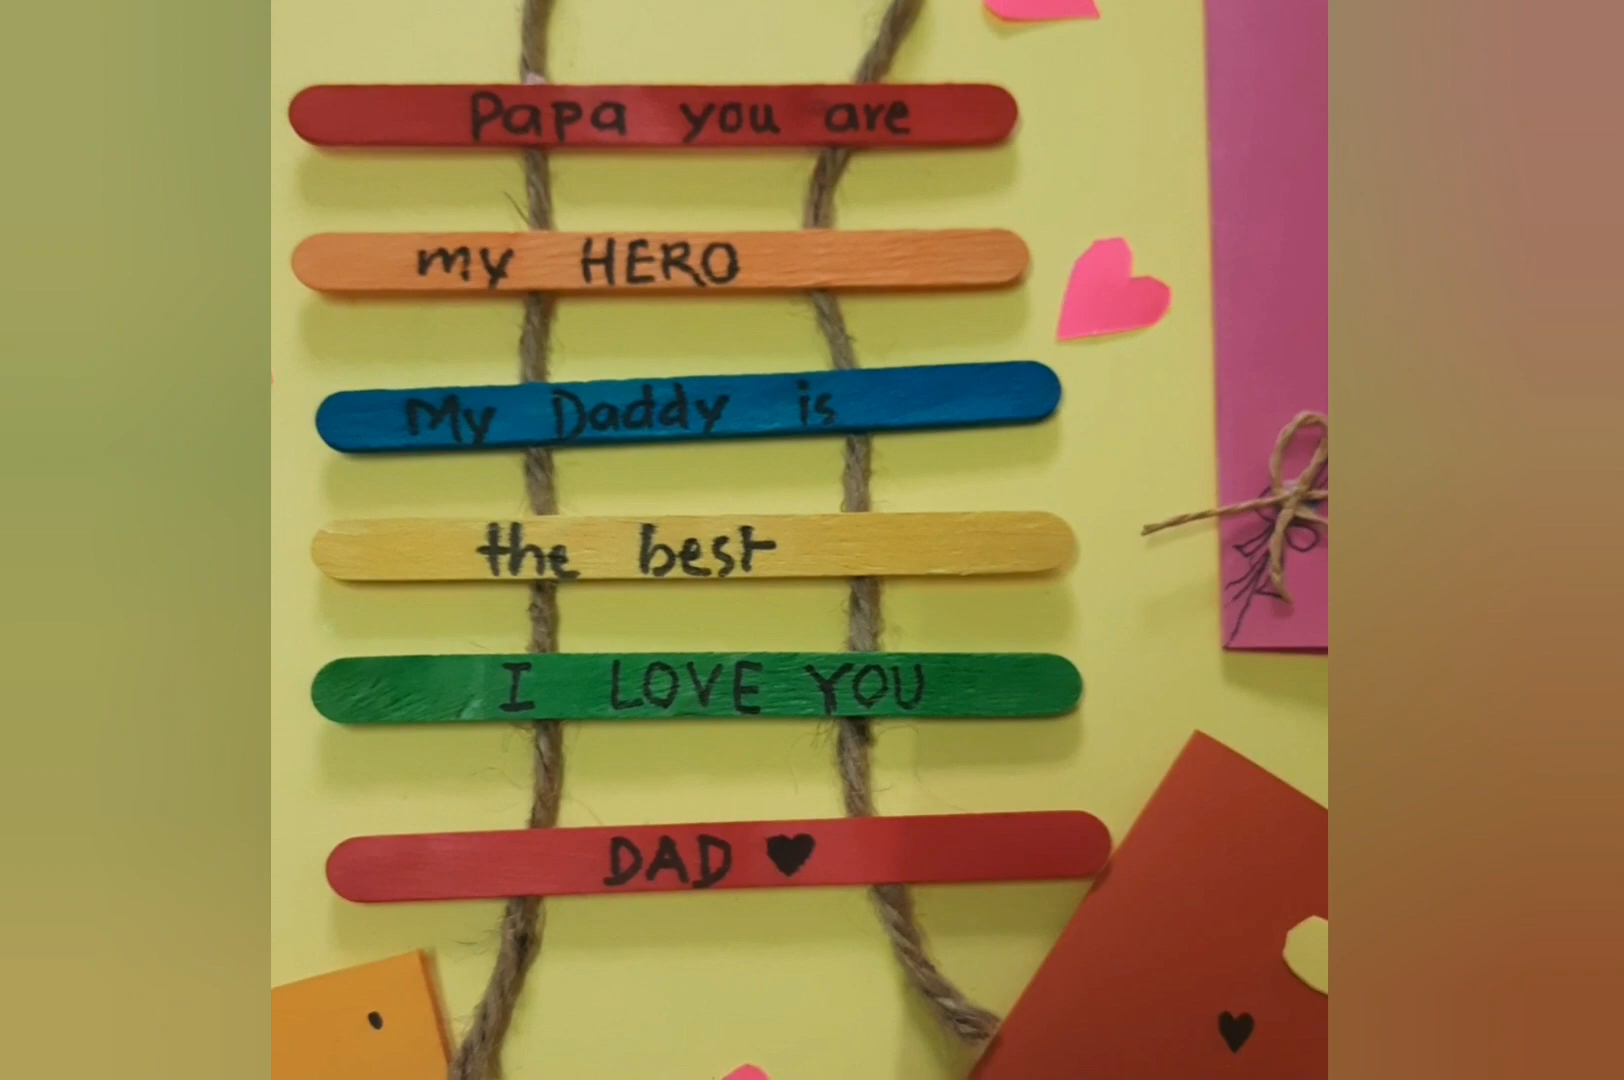 Papa you are
my HERO
My Daddy is
the best
I LOVE YOU
DAD ♥